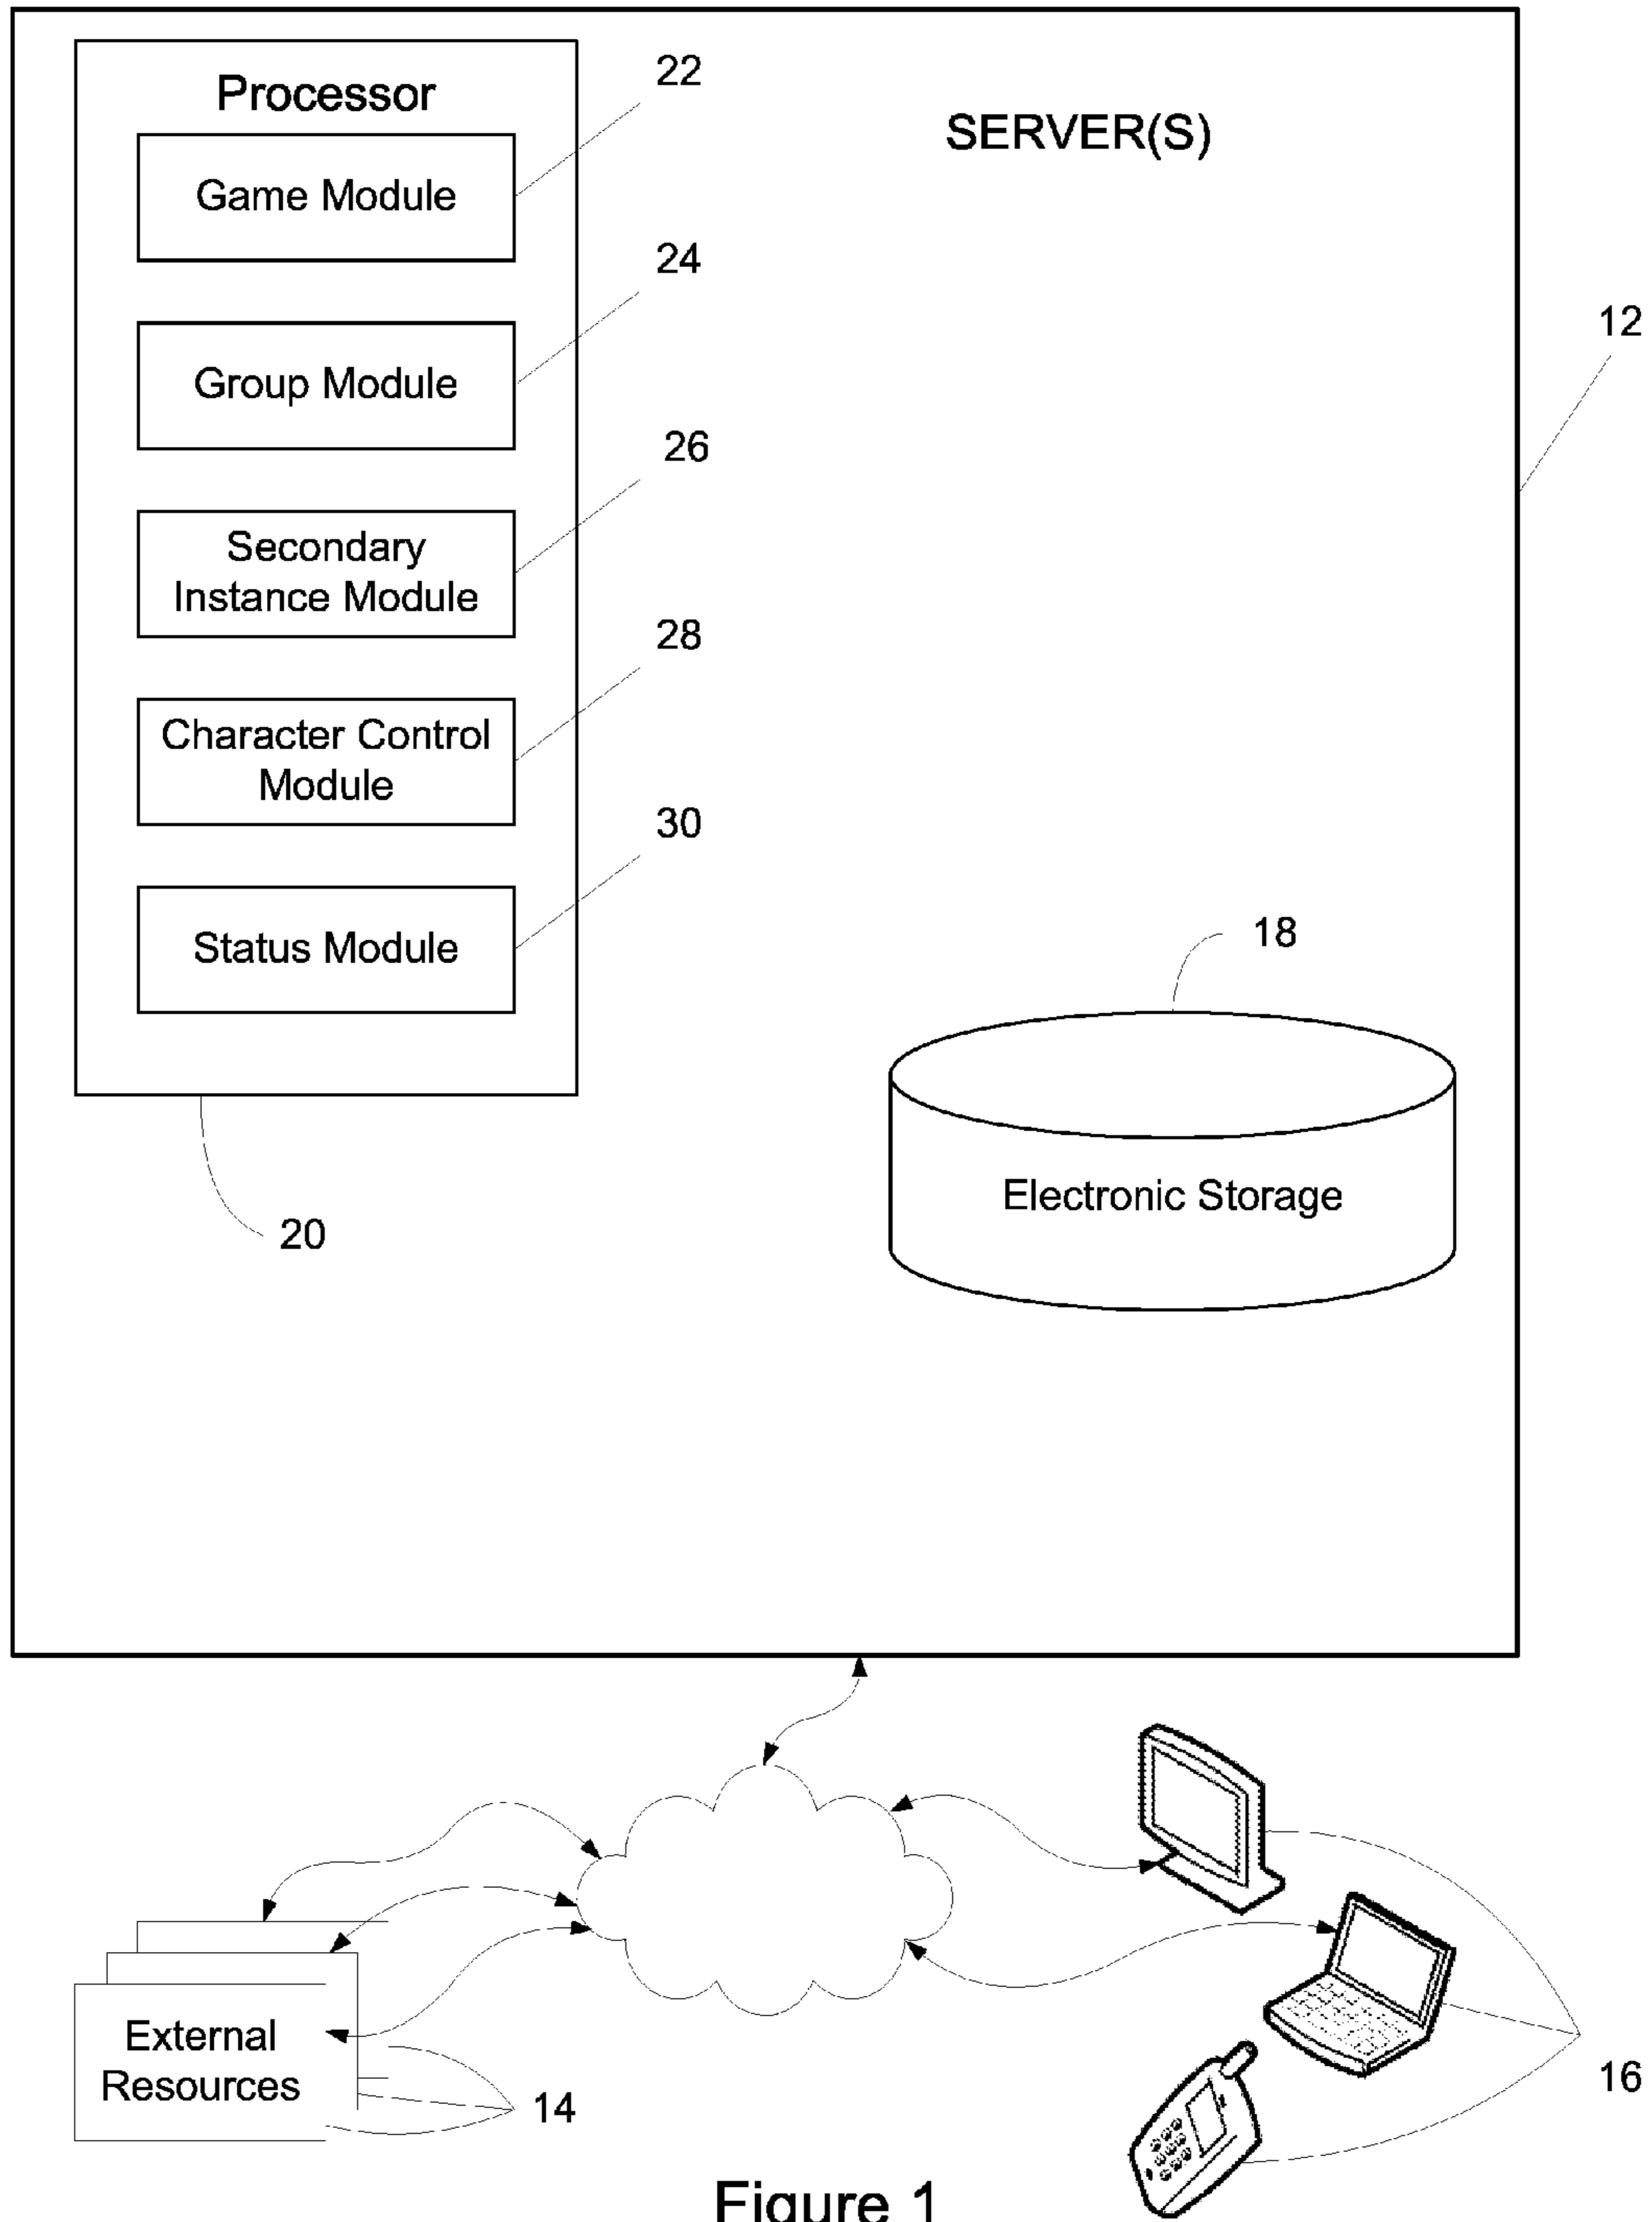 Processor
SERVER(S)
22
Game Module
24
Group Module
12
26
Secondary
Instance Module
28
Character Control
Module
30
Status Module
18
Electronic Storage
20
External
Resources
14
16
Figure 1